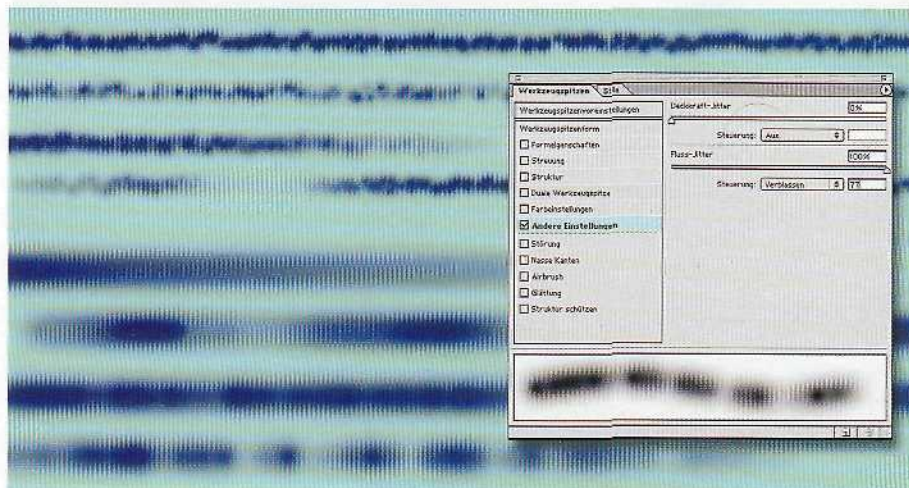 Werkzeugspitzen Stile
Werkzeugspitzenvoreinstellungen
Werkzeugspitzenform
Formeigenschaften
Streuung
Struktur
Duale Werkzeugspitze
Farbeinstellungen
Andere Einstellungen
Störung
Nasse Kanten
Airbrush
Glättung
Struktur schützen
Deckkraft-Jitter 0%
Steuerung: Aus
Fluss-Jitter 100%
Steuerung: Verblassen 77